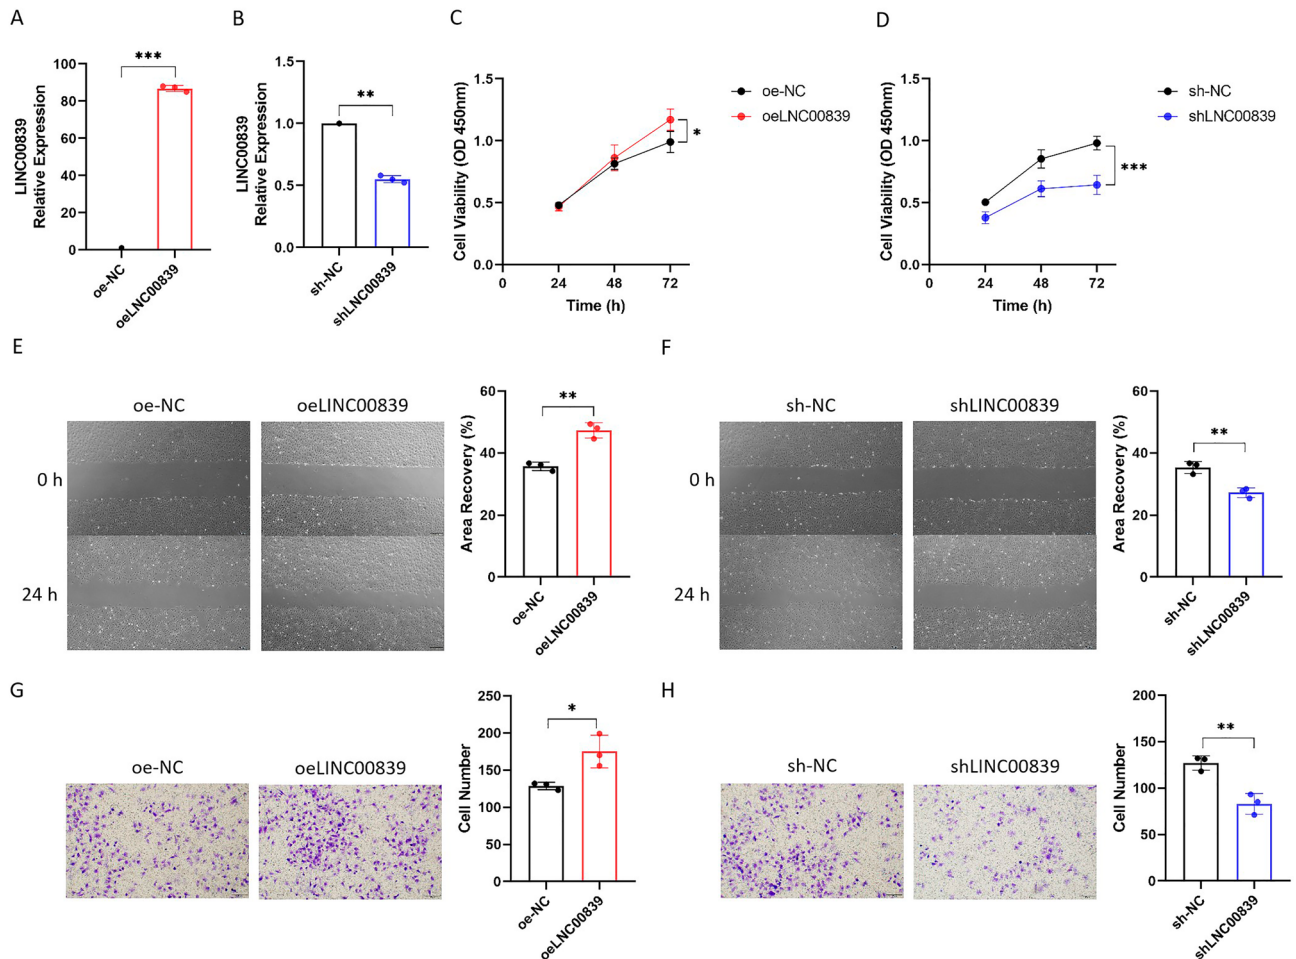 A
LINC00839
Relative Expression
100
80
60
40
20
0
***
oe-NC
oeLNC00839
B
LINC00839
Relative Expression
1.5
1.0
0.5
0.0
**
sh-NC
shLNC00839
C
Cell Viability (OD 450nm)
1.5
1.0
0.5
0.0
0
24
48
72
Time (h)
oe-NC
oeLNC00839
*
D
Cell Viability (OD 450nm)
1.5
1.0
0.5
0.0
0
24
48
72
Time (h)
sh-NC
shLNC00839
***
E
oe-NC
oeLINC00839
0 h
24 h
Area Recovery (%)
60
40
20
0
**
oe-NC
oeLNC00839
F
sh-NC
shLINC00839
0 h
24 h
Area Recovery (%)
60
40
20
0
**
sh-NC
shLNC00839
G
oe-NC
oeLINC00839
Cell Number
250
200
150
100
50
0
*
oe-NC
oeLNC00839
H
sh-NC
shLINC00839
Cell Number
200
150
100
50
0
**
sh-NC
shLNC00839